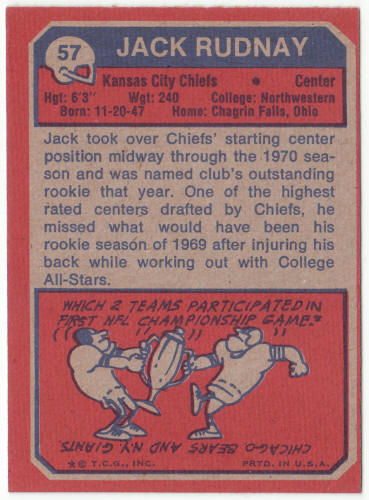 57
JACK RUDNAY
Kansas City Chiefs • Center
Hgt: 6'3" Wgt: 240 College: Northwestern
Born: 11-20-47 Home: Chagrin Falls, Ohio
Jack took over Chiefs' starting center
position midway through the 1970 sea-
son and was named club's outstanding
rookie that year. One of the highest
rated centers drafted by Chiefs, he
missed what would have been his
rookie season of 1969 after injuring his
back while working out with College
All-Stars.
WHICH 2 TEAMS PARTICIPATED IN
FIRST NFL CHAMPIONSHIP GAME?
CHICAGO BEARS AND N.Y. GIANTS.
*© T.C.G., INC. PRTD. IN U.S.A.